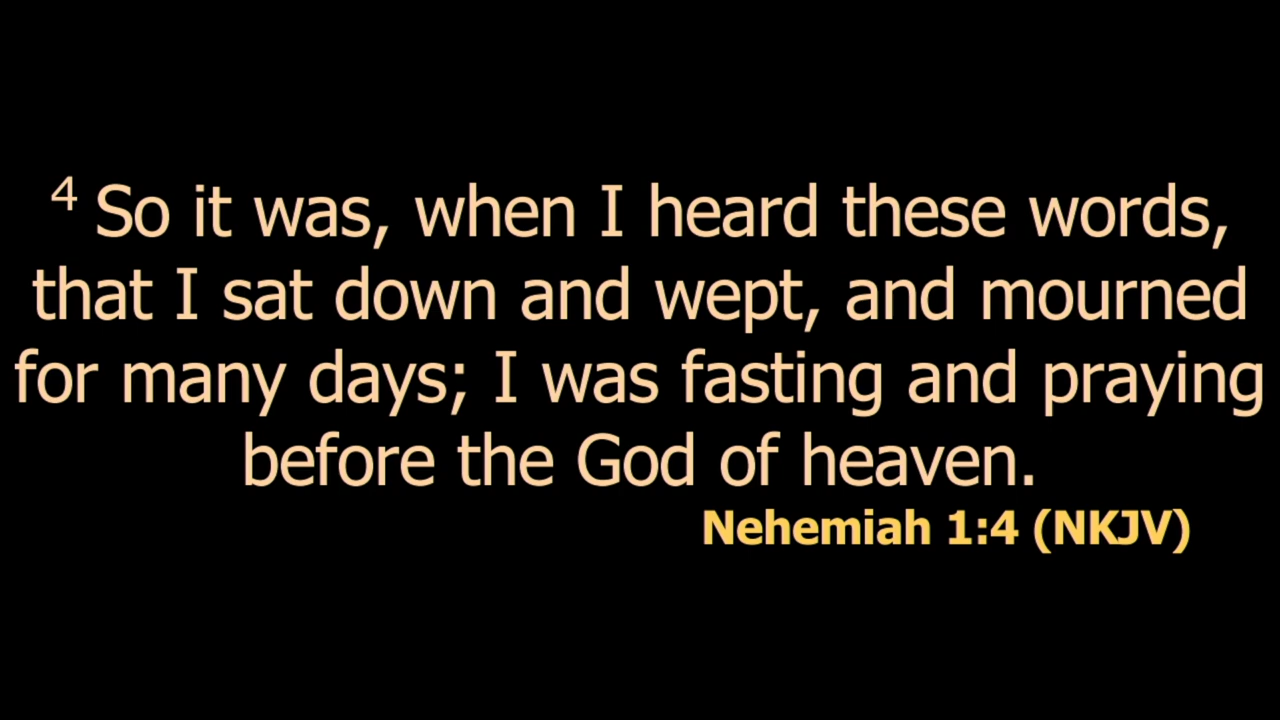 ⁴ So it was, when I heard these words,
that I sat down and wept, and mourned
for many days; I was fasting and praying
before the God of heaven.
Nehemiah 1:4 (NKJV)